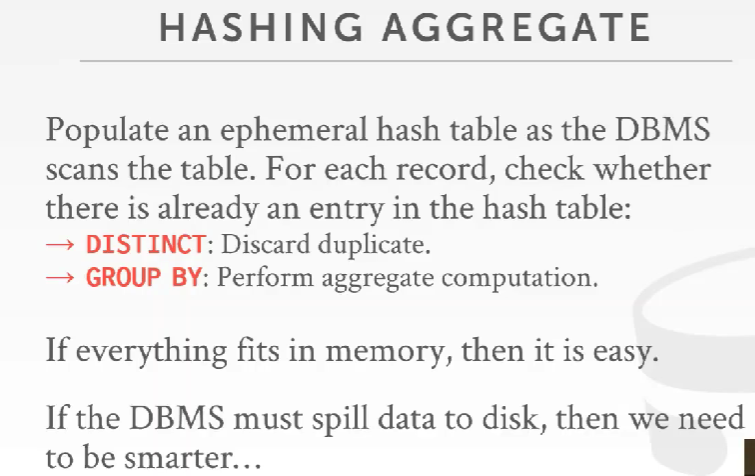 HASHING AGGREGATE
Populate an ephemeral hash table as the DBMS
scans the table. For each record, check whether
there is already an entry in the hash table:
→ DISTINCT: Discard duplicate.
→ GROUP BY: Perform aggregate computation.
If everything fits in memory, then it is easy.
If the DBMS must spill data to disk, then we need
to be smarter…